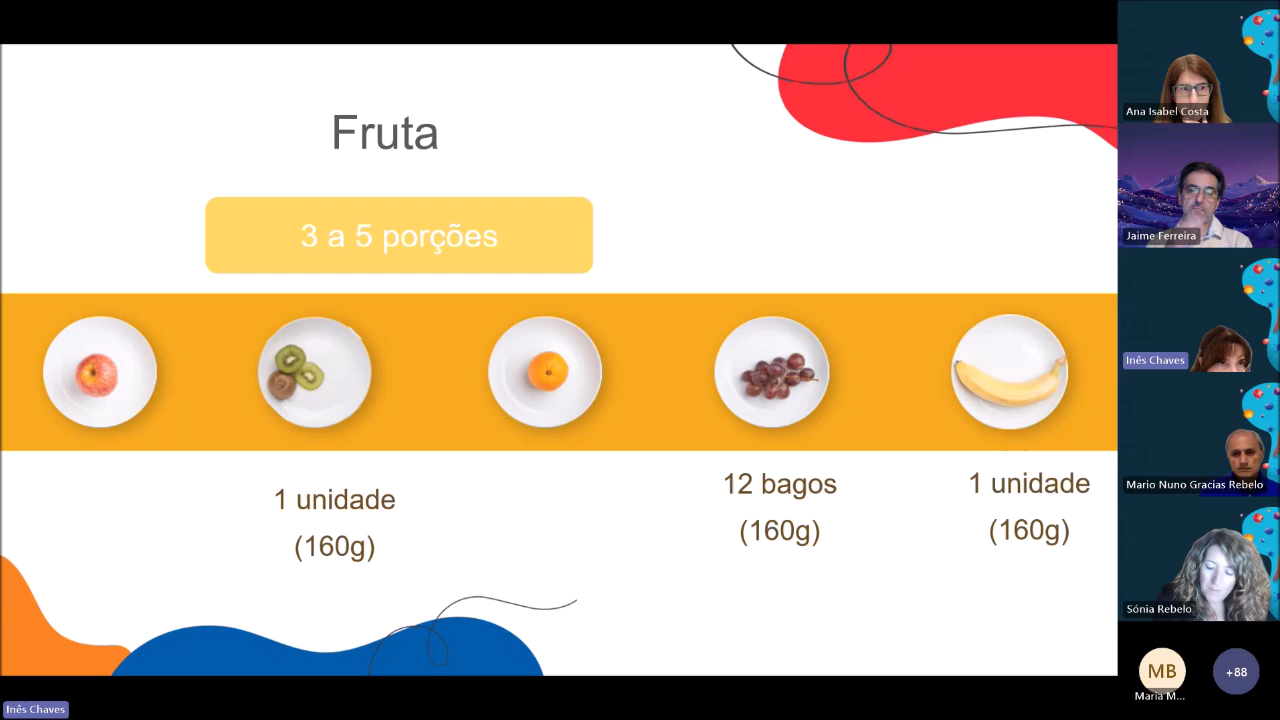 Fruta
3 a 5 porções
1 unidade
(160g)
12 bagos
(160g)
1 unidade
(160g)
Ana Isabel Costa
Jaime Ferreira
Inês Chaves
Mario Nuno Gracias Rebelo
Sónia Rebelo
MB
Maria M...
+88
Inês Chaves